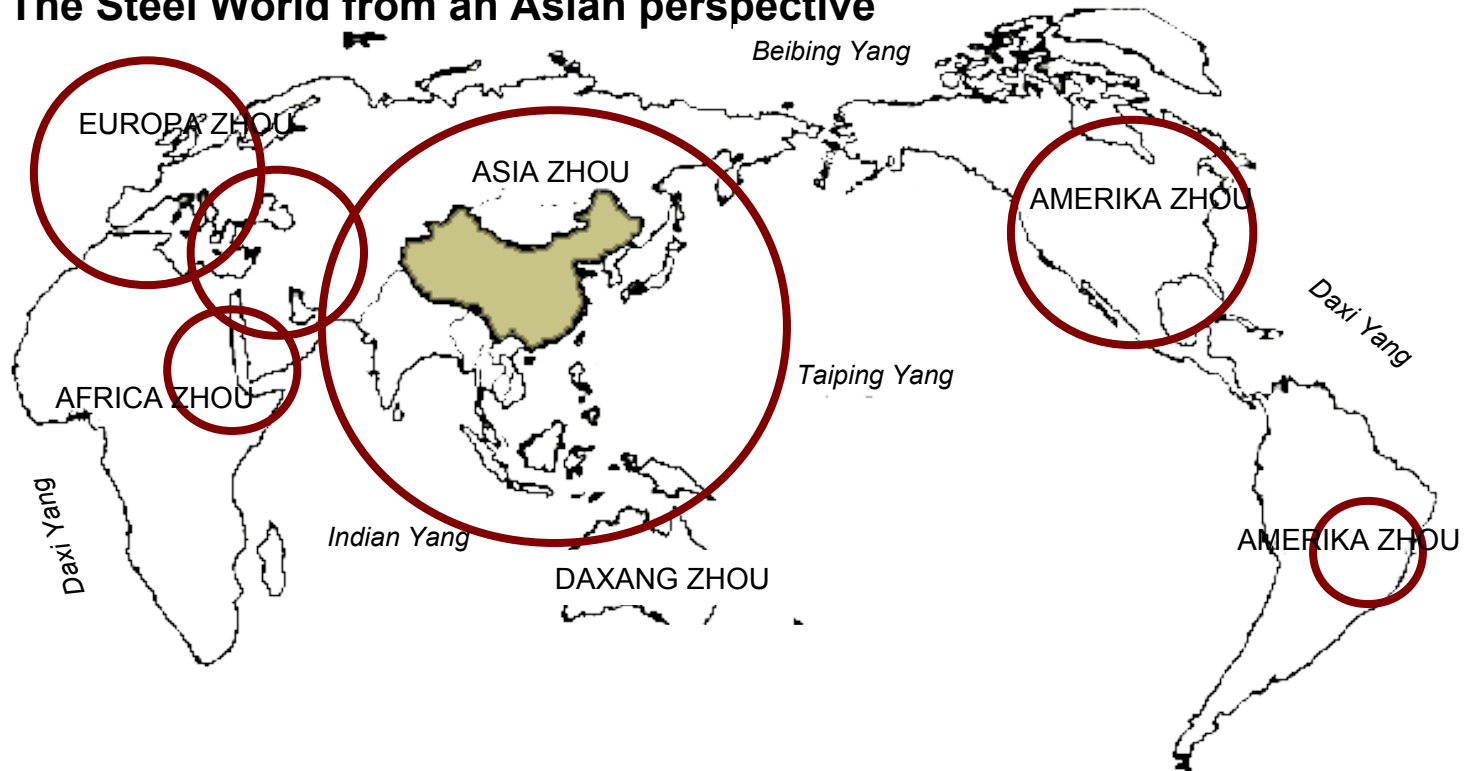 The Steel World from an Asian perspective
Beibing Yang
EUROPA ZHOU
ASIA ZHOU
AMERIKA ZHOU
Daxi Yang
Taiping Yang
AFRICA ZHOU
Daxi Yang
Indian Yang
AMERIKA ZHOU
DAXANG ZHOU